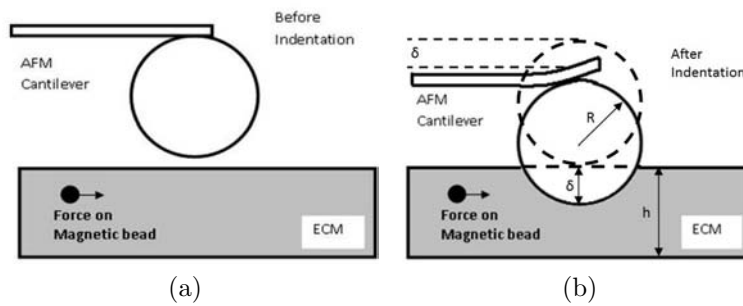 Before
Indentation
AFM
Cantilever
Force on
Magnetic bead
ECM
(a)
δ
After
Indentation
AFM
Cantilever
R
δ
h
Force on
Magnetic bead
ECM
(b)